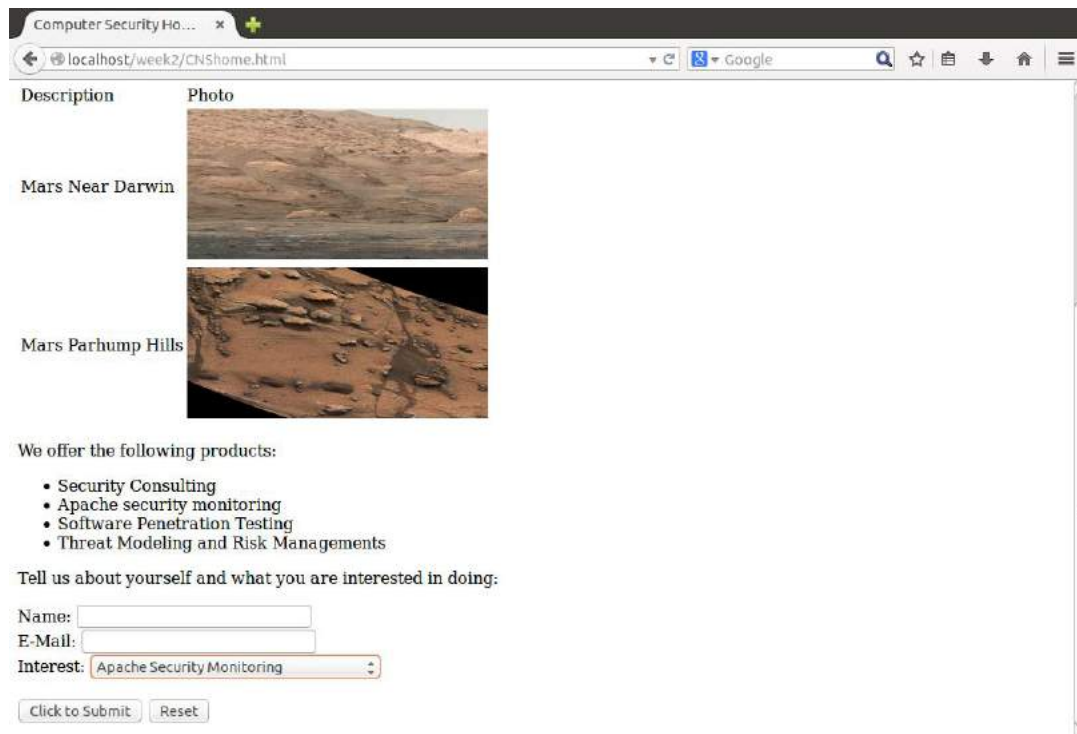 Computer Security Ho...
localhost/week2/CNShome.html
Google
Description Photo
Mars Near Darwin
Mars Parhump Hills
We offer the following products:
• Security Consulting
• Apache security monitoring
• Software Penetration Testing
• Threat Modeling and Risk Managements
Tell us about yourself and what you are interested in doing:
Name:
E-Mail:
Interest: Apache Security Monitoring
Click to Submit Reset